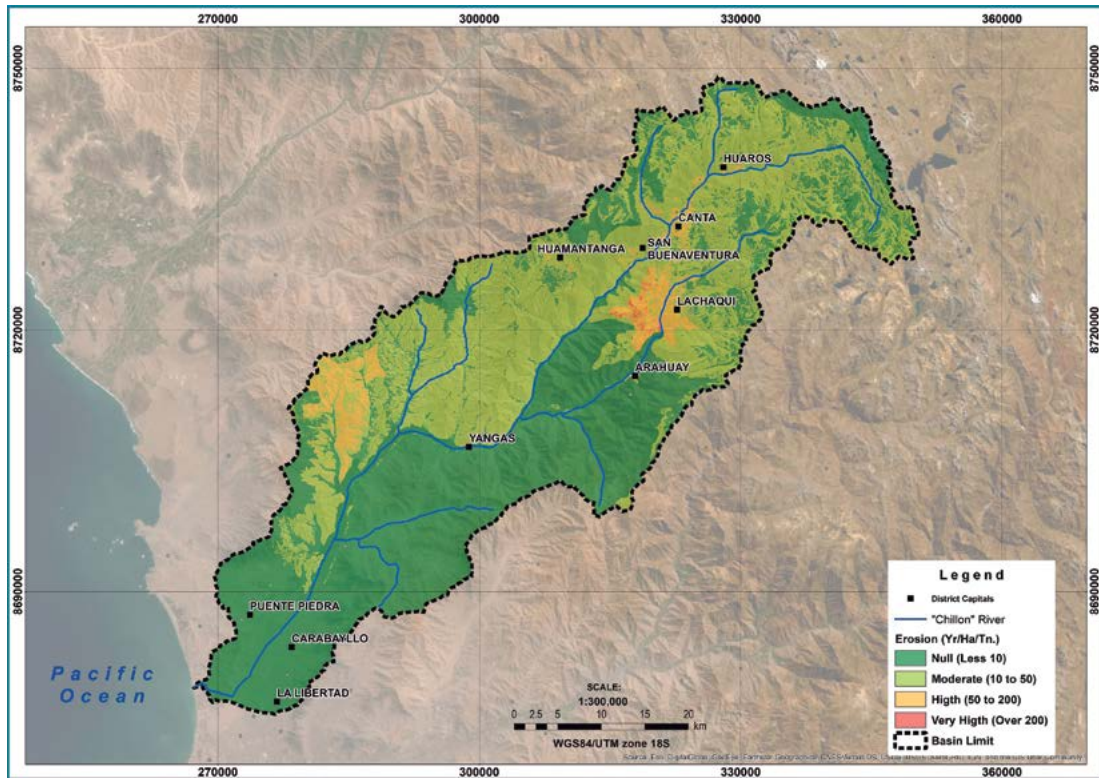 270000 300000 330000 360000
8750000 8750000
HUAROS
CANTA
SAN
BUENAVENTURA
HUAMANTANGA
LACHAQUI
8720000 8720000
ARAHUAY
YANGAS
8690000 8690000
PUENTE PIEDRA
CARABAYLLO
LA LIBERTAD
Pacific
Ocean
SCALE:
1:300,000
0 2.5 5 10 15 20
km
WGS84/UTM zone 18S
Legend
District Capitals
"Chillon" River
Erosion (Yr/Ha/Tn.)
Null (Less 10)
Moderate (10 to 50)
Higth (50 to 200)
Very Higth (Over 200)
Basin Limit
270000 300000 330000 360000